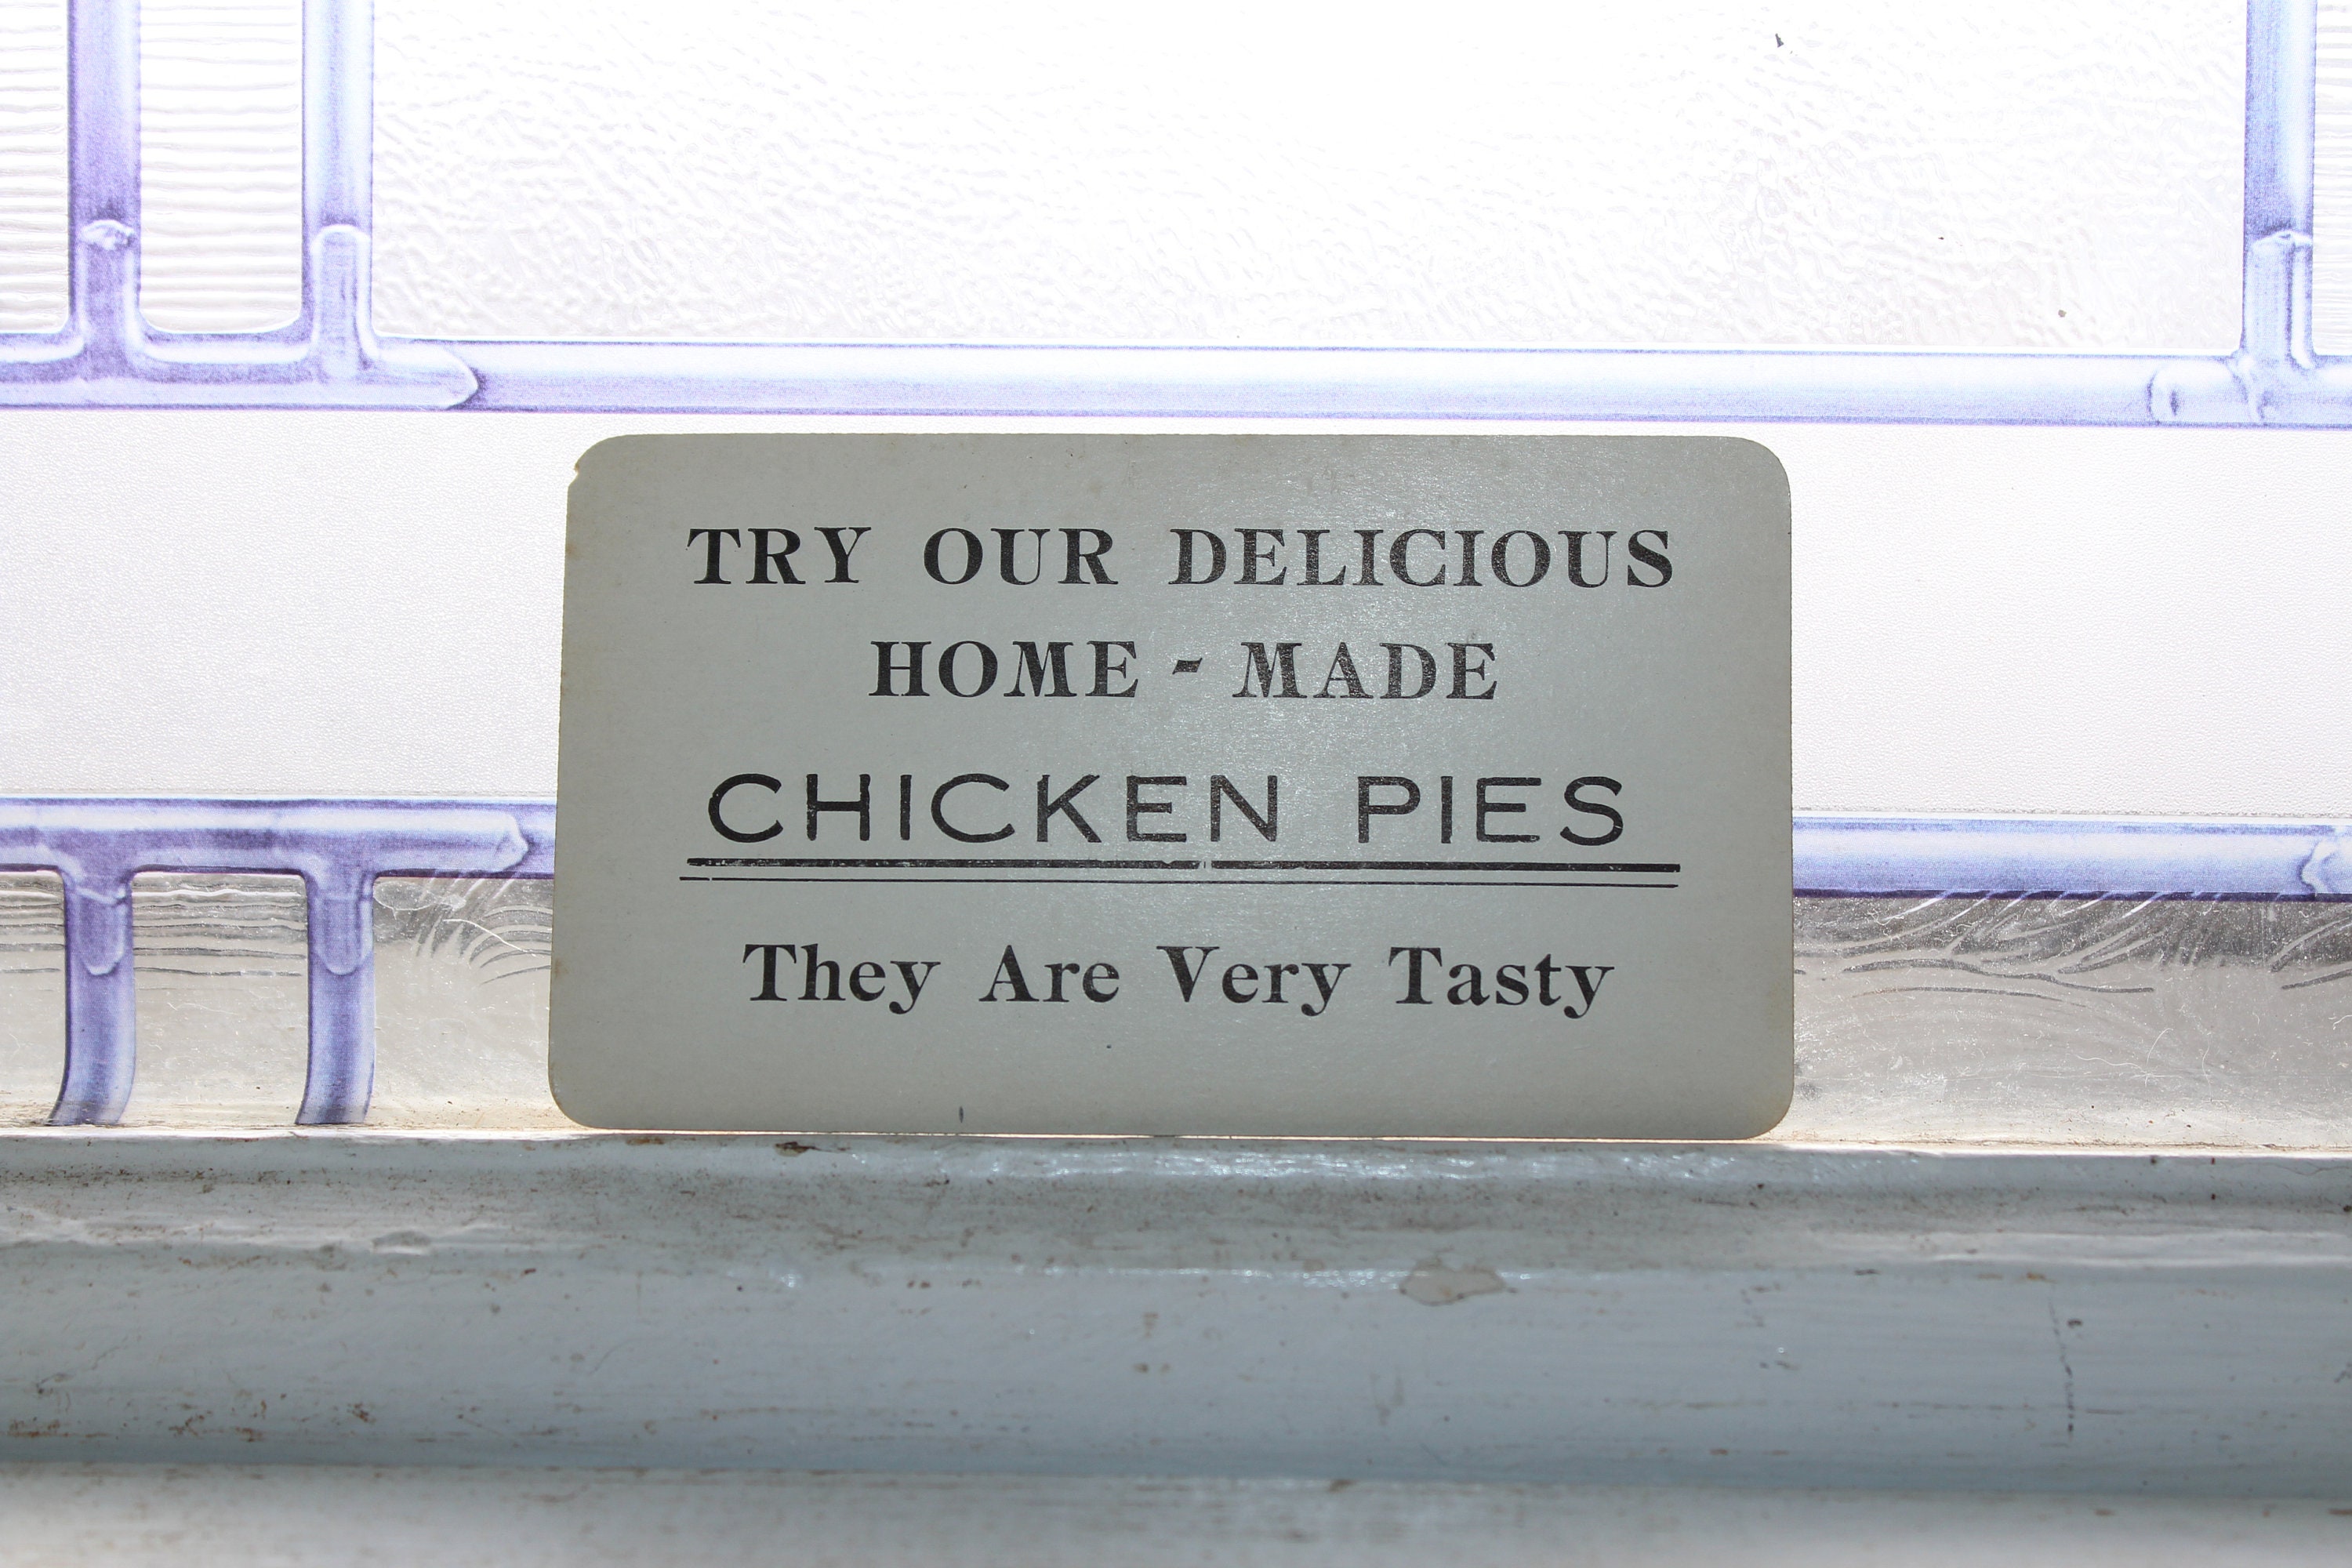 TRY OUR DELICIOUS
HOME - MADE
CHICKEN PIES
They Are Very Tasty